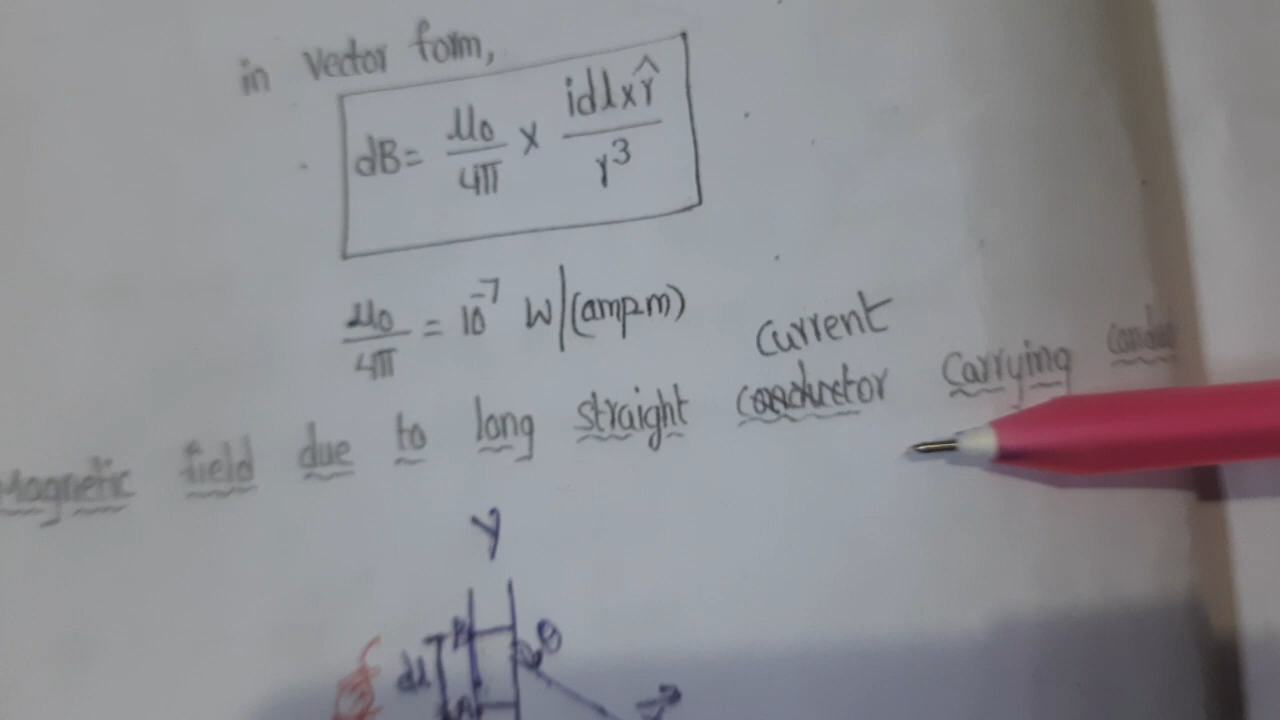 in vector form,
dB = μ0/4π × idl×r̂/r³
μ0/4π = 10⁻⁷ W/(amp-m)
current
Magnetic field due to long straight conductor carrying
Y
B
θ
dl
A